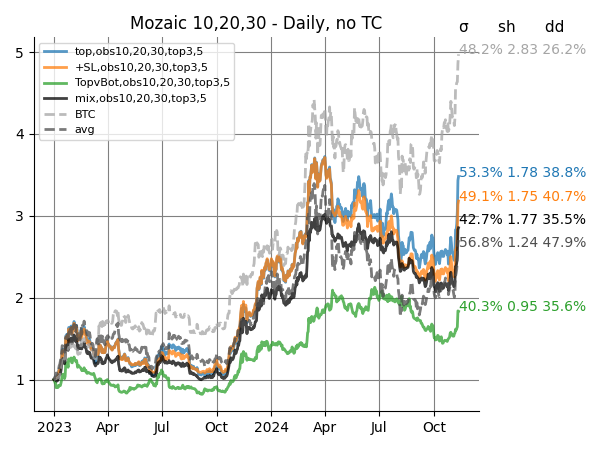 Mozaic 10,20,30 - Daily, no TC
σ sh dd
top,obs10,20,30,top3,5
+SL,obs10,20,30,top3,5
TopvBot,obs10,20,30,top3,5
mix,obs10,20,30,top3,5
BTC
avg
48.2% 2.83 26.2%
53.3% 1.78 38.8%
49.1% 1.75 40.7%
42.7% 1.77 35.5%
56.8% 1.24 47.9%
40.3% 0.95 35.6%
5
4
3
2
1
2023 Apr Jul Oct 2024 Apr Jul Oct